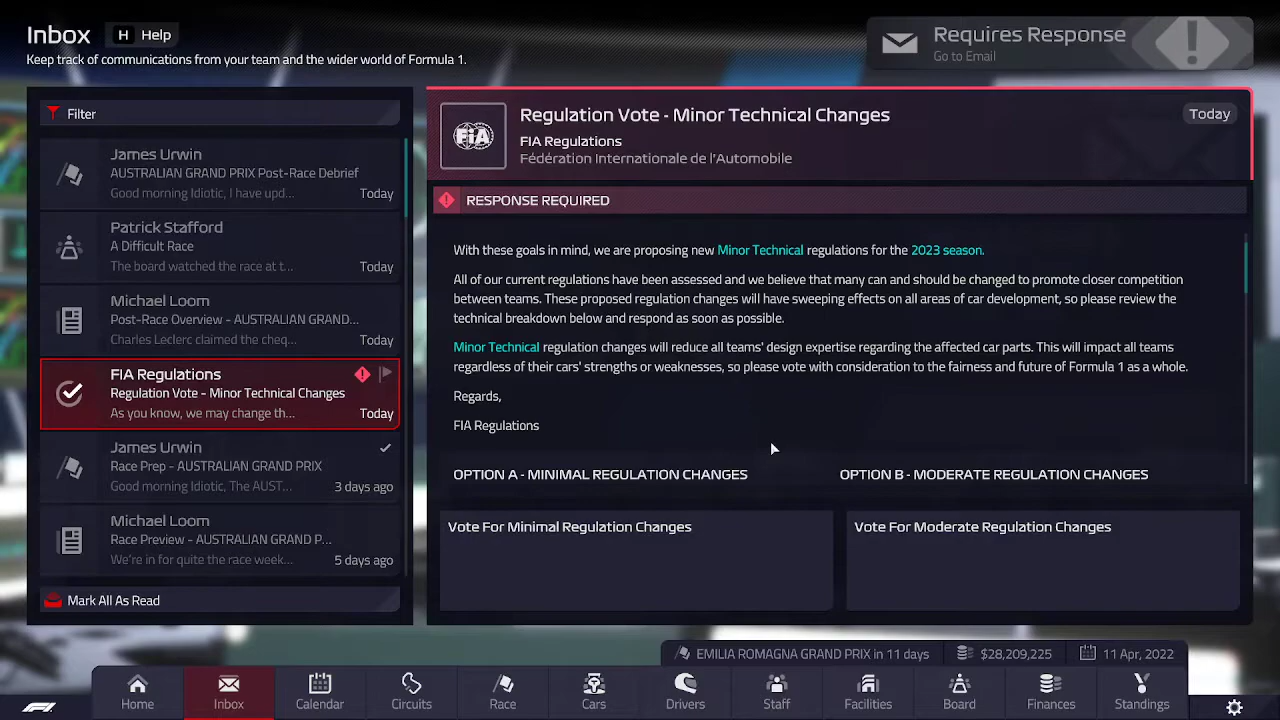 Inbox
H Help
Keep track of communications from your team and the wider world of Formula 1.
Requires Response
Go to Email
Filter
James Urwin
AUSTRALIAN GRAND PRIX Post-Race Debrief
Good morning Idiotic, I have upd...
Today
Patrick Stafford
A Difficult Race
The board watched the race at t...
Today
Michael Loom
Post-Race Overview - AUSTRALIAN GRAND...
Charles Leclerc claimed the cheq...
Today
FIA Regulations
Regulation Vote - Minor Technical Changes
As you know, we may change th...
Today
James Urwin
Race Prep - AUSTRALIAN GRAND PRIX
Good morning Idiotic, The AUST...
3 days ago
Michael Loom
Race Preview - AUSTRALIAN GRAND P...
We're in for quite the race week...
5 days ago
Mark All As Read
FIA
Regulation Vote - Minor Technical Changes
Today
FIA Regulations
Fédération Internationale de l'Automobile
RESPONSE REQUIRED
With these goals in mind, we are proposing new Minor Technical regulations for the 2023 season.
All of our current regulations have been assessed and we believe that many can and should be changed to promote closer competition
between teams. These proposed regulation changes will have sweeping effects on all areas of car development, so please review the
technical breakdown below and respond as soon as possible.
Minor Technical regulation changes will reduce all teams' design expertise regarding the affected car parts. This will impact all teams
regardless of their cars' strengths or weaknesses, so please vote with consideration to the fairness and future of Formula 1 as a whole.
Regards,
FIA Regulations
OPTION A - MINIMAL REGULATION CHANGES
OPTION B - MODERATE REGULATION CHANGES
Vote For Minimal Regulation Changes
Vote For Moderate Regulation Changes
EMILIA ROMAGNA GRAND PRIX in 11 days
$28,209,225
11 Apr, 2022
Home
Inbox
Calendar
Circuits
Race
Cars
Drivers
Staff
Facilities
Board
Finances
Standings